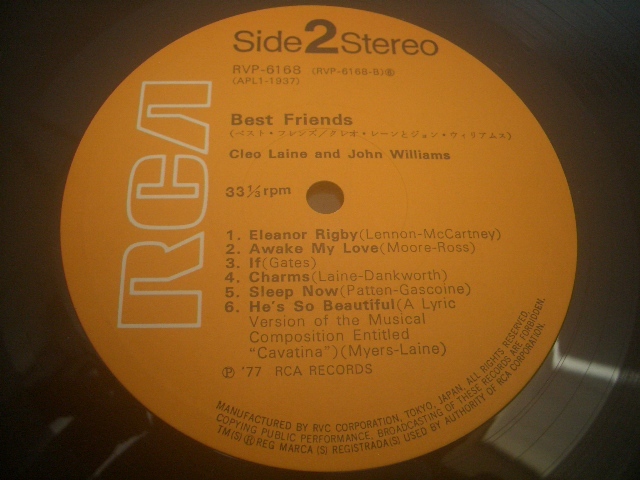 Side 2 Stereo
RVP-6168 (RVP-6168-B)Ⓔ
(APL1-1937)
RCA
Best Friends
(ベスト・フレンズ/クレオ・レーンとジョン・ウィリアムス)
Cleo Laine and John Williams
33 1/3 rpm
1. Eleanor Rigby(Lennon-McCartney)
2. Awake My Love(Moore-Ross)
3. If(Gates)
4. Charms(Laine-Dankworth)
5. Sleep Now(Patten-Gascoine)
6. He's So Beautiful(A Lyric
Version of the Musical
Composition Entitled
"Cavatina")(Myers-Laine)
℗ '77 RCA RECORDS
MANUFACTURED BY RVC CORPORATION, TOKYO, JAPAN, ALL RIGHTS RESERVED.
COPYING PUBLIC PERFORMANCE, BROADCASTING OF THESE RECORDS ARE FORBIDDEN.
TM(S)Ⓡ REG MARCA(S) REGISTRADA(S) USED BY AUTHORITY OF RCA CORPORATION.